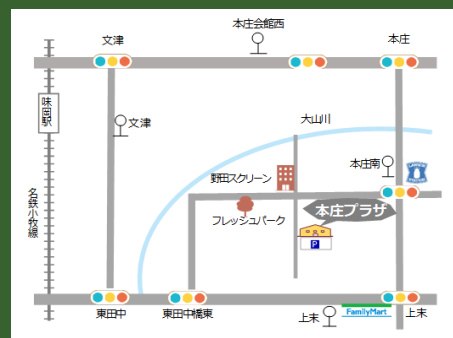 本庄会館西
文津
本庄
味岡駅
文津
大山川
本庄南
野田スクリーン
本庄プラザ
フレッシュパーク
名鉄小牧線
P
東田中
東田中橋東
上末
FamilyMart
上末